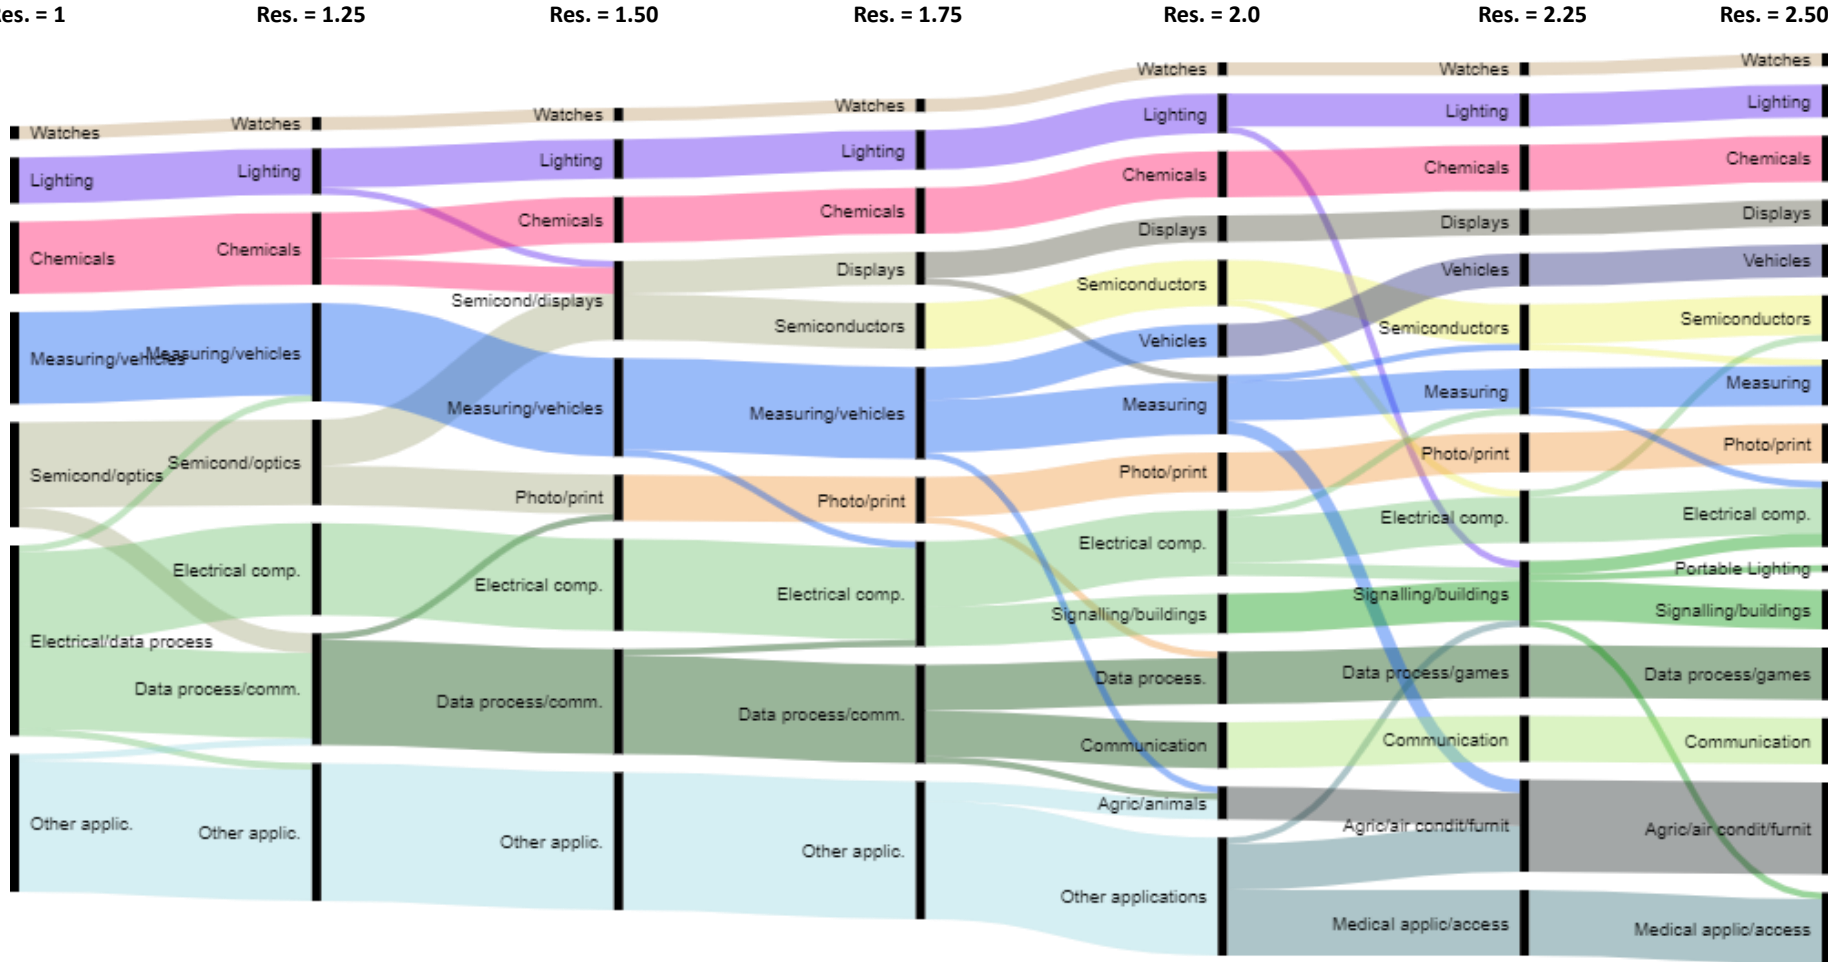 es. = 1
Res. = 1.25
Res. = 1.50
Res. = 1.75
Res. = 2.0
Res. = 2.25
Res. = 2.50
Watches
Lighting
Chemicals
Measuring/vehicles
Semicond/optics
Electrical/data process
Other applic.
Watches
Lighting
Chemicals
Measuring/vehicles
Semicond/optics
Electrical comp.
Data process/comm.
Other applic.
Watches
Lighting
Chemicals
Semicond/displays
Measuring/vehicles
Photo/print
Electrical comp.
Data process/comm.
Other applic.
Watches
Lighting
Chemicals
Displays
Semiconductors
Measuring/vehicles
Photo/print
Electrical comp.
Data process/comm.
Other applic.
Watches
Lighting
Chemicals
Displays
Semiconductors
Vehicles
Measuring
Photo/print
Electrical comp.
Signalling/buildings
Data process.
Communication
Agric/animals
Other applications
Watches
Lighting
Chemicals
Displays
Vehicles
Semiconductors
Measuring
Photo/print
Electrical comp.
Signalling/buildings
Data process/games
Communication
Agric/air condit/furnit
Medical applic/access
Watches
Lighting
Chemicals
Displays
Vehicles
Semiconductors
Measuring
Photo/print
Electrical comp.
Portable Lighting
Signalling/buildings
Data process/games
Communication
Agric/air condit/furnit
Medical applic/access